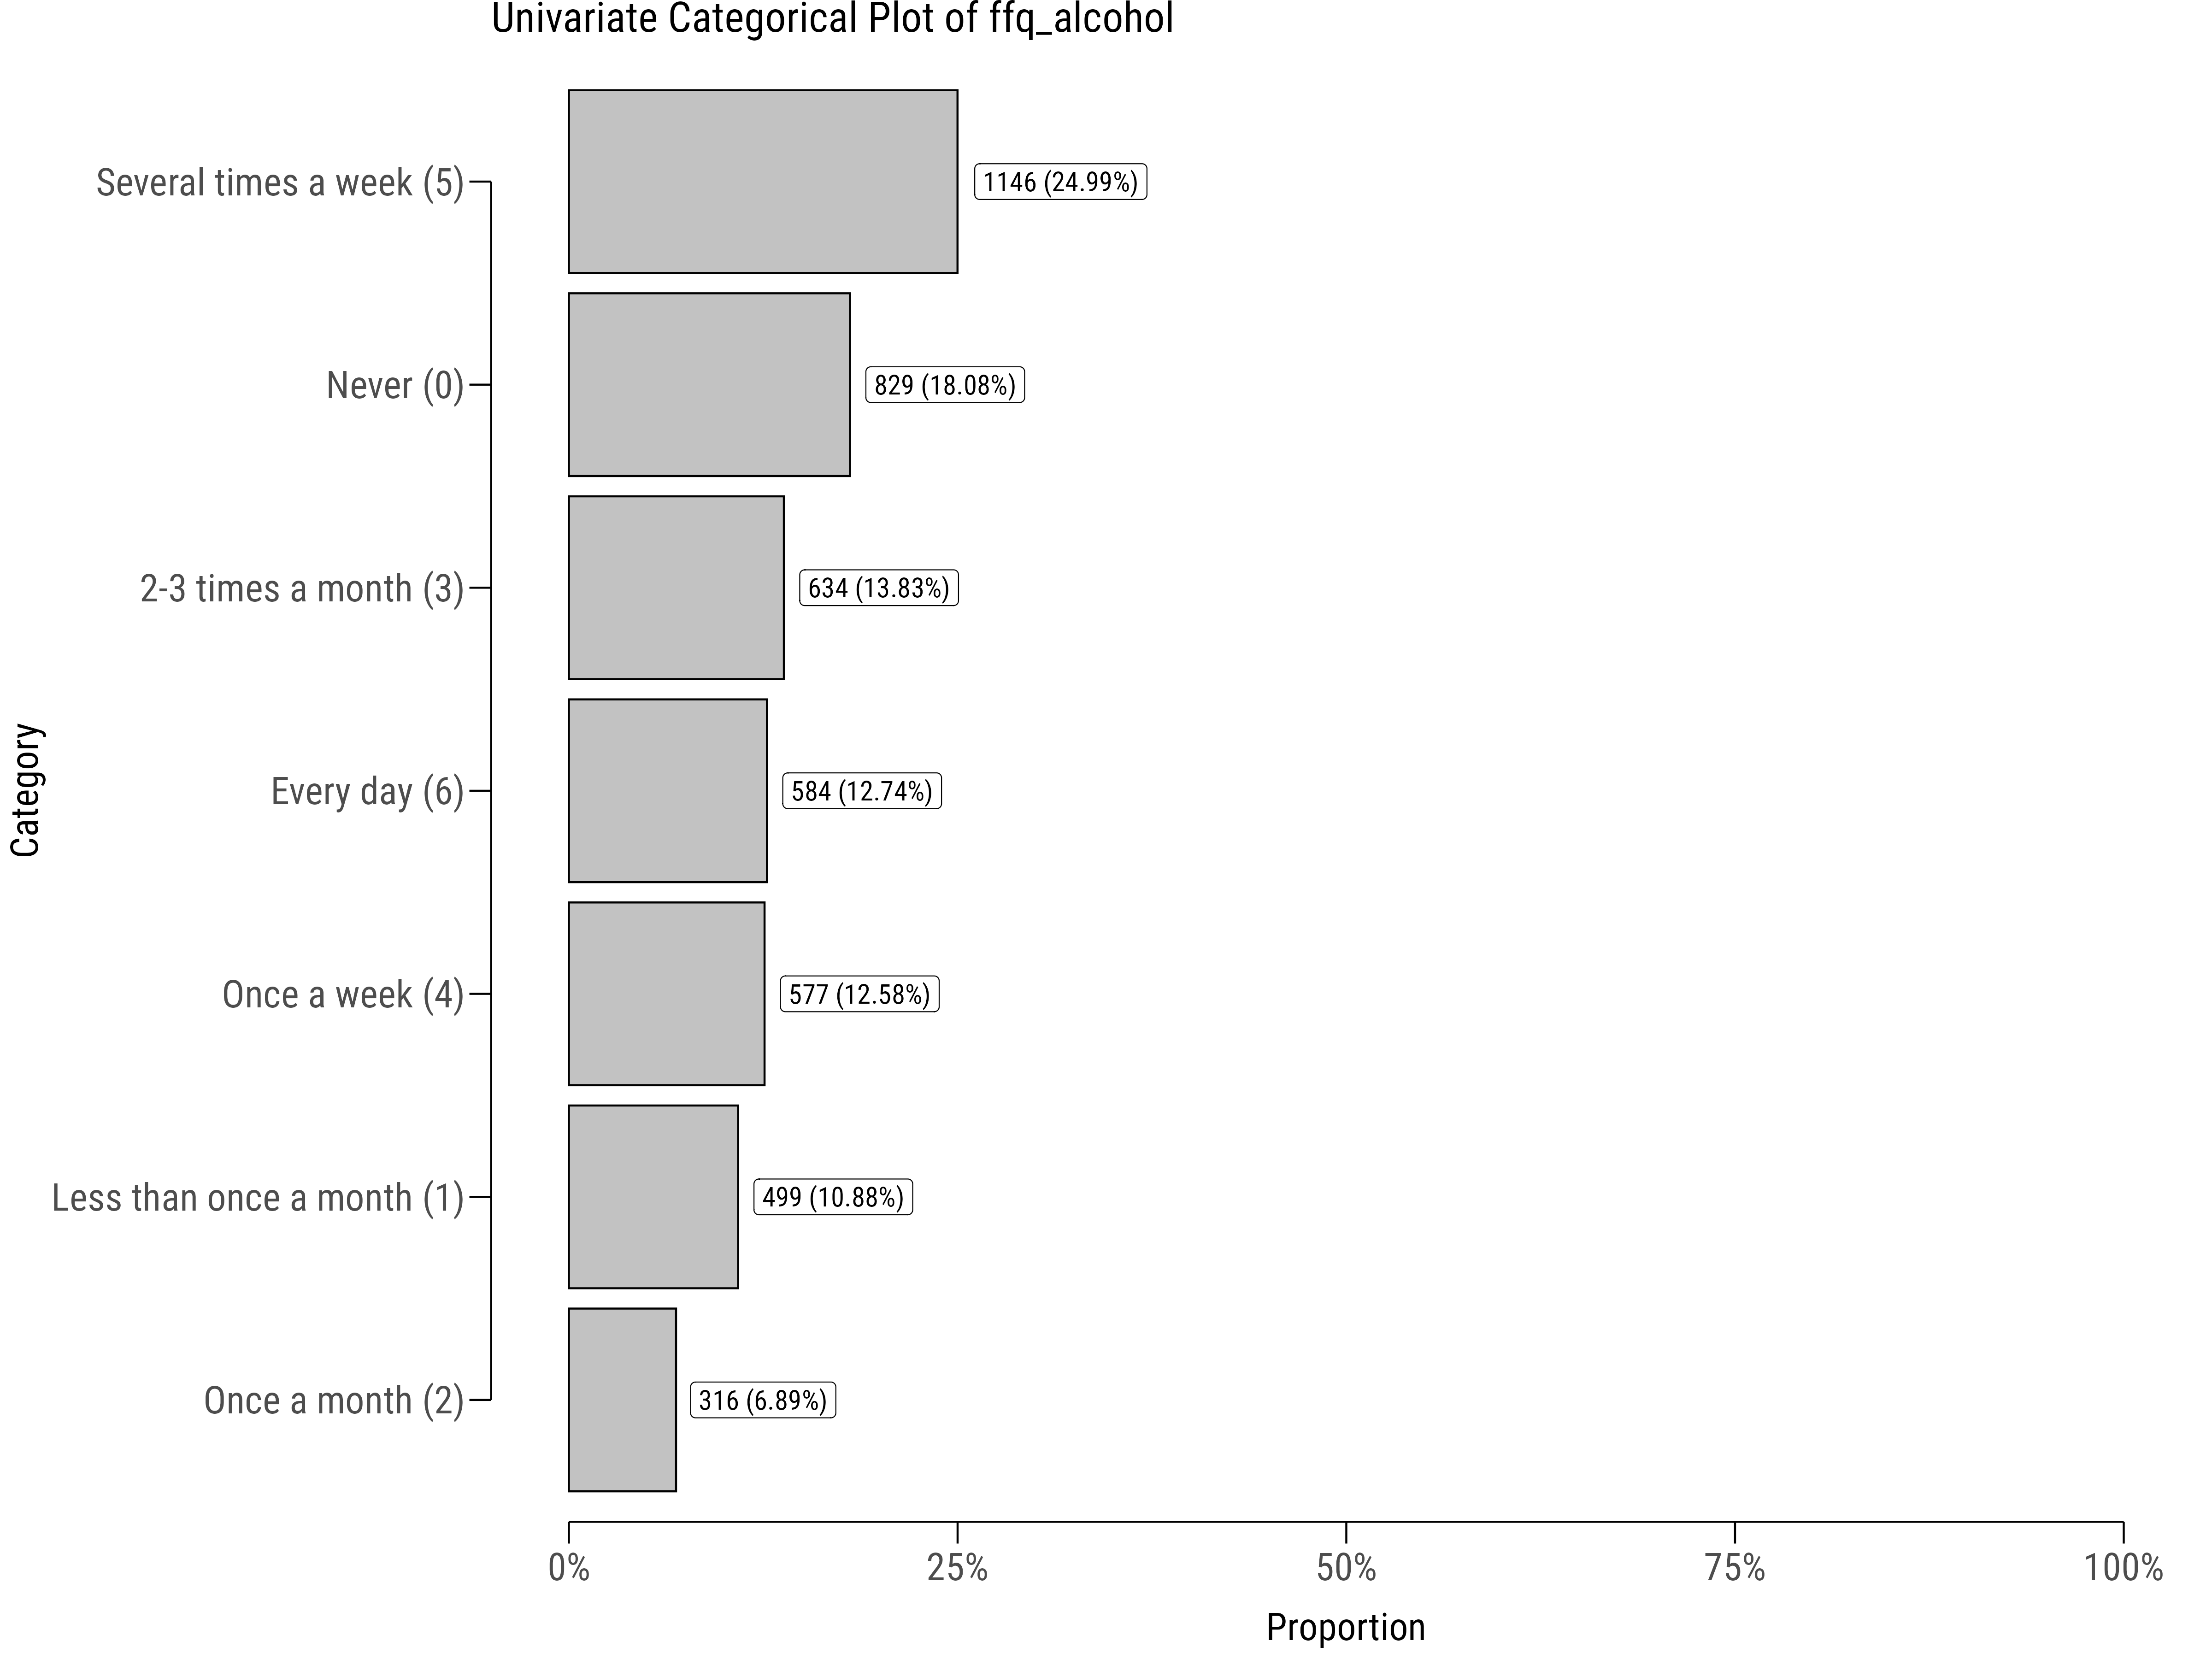 Univariate Categorical Plot of ffq_alcohol
Several times a week (5)
1146 (24.99%)
Never (0)
829 (18.08%)
2-3 times a month (3)
634 (13.83%)
Every day (6)
584 (12.74%)
Once a week (4)
577 (12.58%)
Less than once a month (1)
499 (10.88%)
Once a month (2)
316 (6.89%)
Category
0%
25%
50%
75%
100%
Proportion